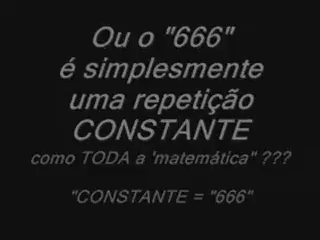 Ou o "666"
é simplesmente
uma repetição
CONSTANTE
como TODA a 'matemática" ???
"CONSTANTE = "666"